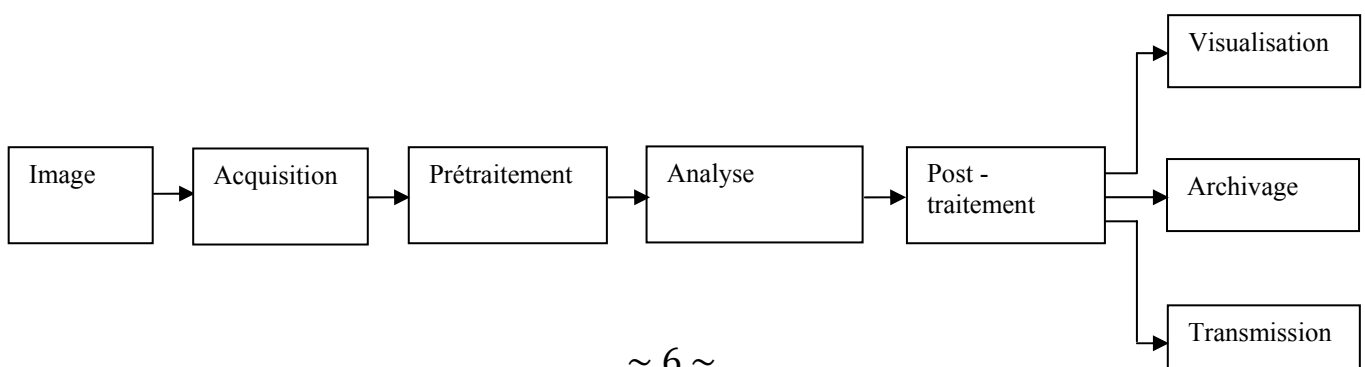 Visualisation
Image
Acquisition
Prétraitement
Analyse
Post -
traitement
Archivage
Transmission
~ 6 ~